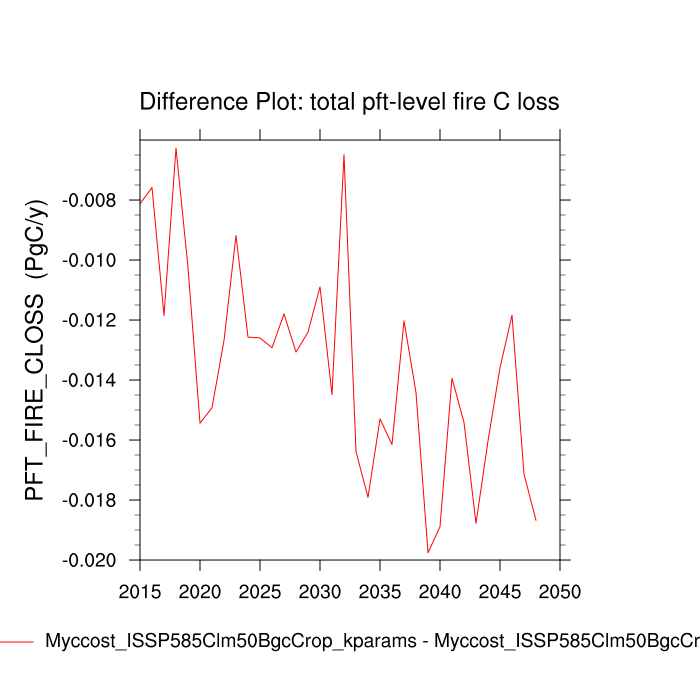 Difference Plot: total pft-level fire C loss
PFT_FIRE_CLOSS (PgC/y)
-0.008
-0.010
-0.012
-0.014
-0.016
-0.018
-0.020
2015 2020 2025 2030 2035 2040 2045 2050
Myccost_ISSP585Clm50BgcCrop_kparams - Myccost_ISSP585Clm50BgcCr